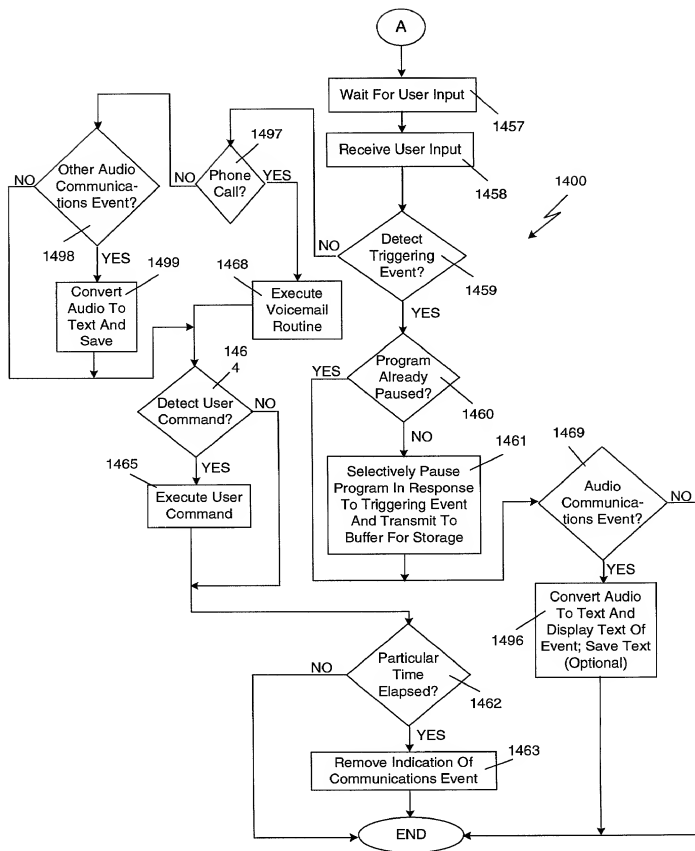 A
Wait For User Input
1457
Receive User Input
1458
1400
Detect
Triggering
Event?
1459
NO
YES
1497
Phone
Call?
NO
YES
Other Audio
Communica-
tions Event?
NO
1498
YES
1499
Convert
Audio To
Text And
Save
1468
Execute
Voicemail
Routine
146
4
Detect User
Command?
NO
YES
1465
Execute User
Command
Program
Already
Paused?
YES
1460
NO
1461
Selectively Pause
Program In Response
To Triggering Event
And Transmit To
Buffer For Storage
1469
Audio
Communica-
tions Event?
NO
YES
Convert Audio
To Text And
Display Text Of
Event; Save Text
(Optional)
1496
Particular
Time
Elapsed?
NO
1462
YES
Remove Indication Of
Communications Event
1463
END